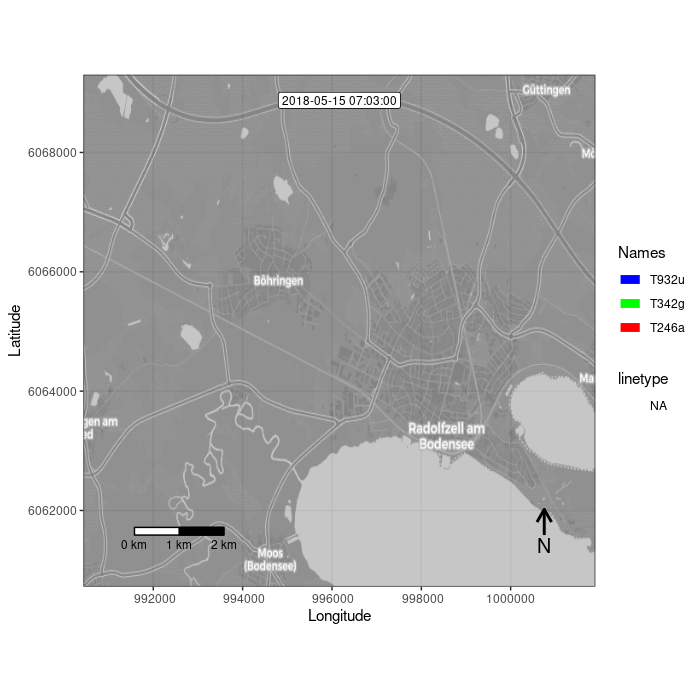 Güttingen
2018-05-15 07:03:00
6068000
6066000
6064000
6062000
Latitude
Böhringen
Radolfzell am
Bodensee
gen am
ed
Mö
Ma
Moos
(Bodensee)
0 km 1 km 2 km
N
992000 994000 996000 998000 1000000
Longitude
Names
T932u
T342g
T246a
linetype
NA